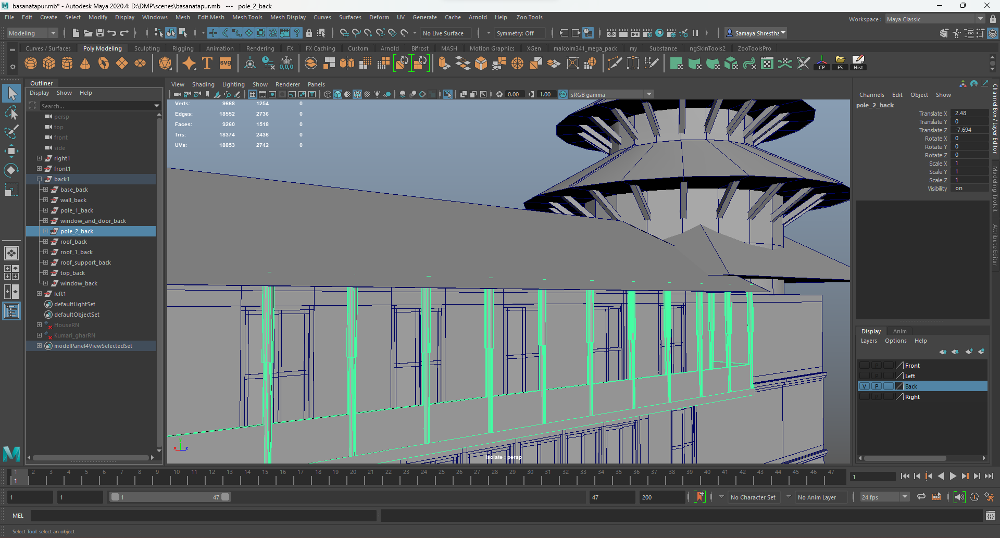 basanatapur.mb* - Autodesk Maya 2020.4: D:\DMP\scenes\basanatapur.mb --- pole_2_back
File Edit Create Select Modify Display Windows Mesh Edit Mesh Mesh Tools Mesh Display Curves Surfaces Deform UV Generate Cache Arnold Help Zoo Tools
Workspace : Maya Classic
Modeling
No Live Surface
Symmetry: Off
IPR
Samaya Shrestha
Curves / Surfaces Poly Modeling Sculpting Rigging Animation Rendering FX FX Caching Custom Arnold Bifrost MASH Motion Graphics XGen malcolm341_mega_pack my Substance ngSkinTools2 ZooToolsPro
T svg 0,0,0 CP ES Hist
Outliner
Display Show Help
Search...
persp
top
front
side
right1
front1
back1
base_back
wall_back
pole_1_back
window_and_door_back
pole_2_back
roof_back
roof_1_back
roof_support_back
top_back
window_back
left1
defaultLightSet
defaultObjectSet
HouseRN
Kumari_gharRN
modelPanel4ViewSelectedSet
View Shading Lighting Show Renderer Panels
0.00 1.00 ON sRGB gamma
Verts: 9668 1254 0
Edges: 18552 2736 0
Faces: 9260 1518 0
Tris: 18374 2436 0
UVs: 18853 2742 0
Y
x z
Isolate : persp
Channels Edit Object Show
pole_2_back
Translate X 2.48
Translate Y 0
Translate Z -7.694
Rotate X 0
Rotate Y 0
Rotate Z 0
Scale X 1
Scale Y 1
Scale Z 1
Visibility on
Channel Box / Layer Editor
Modeling Toolkit
Attribute Editor
Display Anim
Layers Options Help
P Front
P Left
V P Back
P Right
1 2 3 4 5 6 7 8 9 10 11 12 13 14 15 16 17 18 19 20 21 22 23 24 25 26 27 28 29 30 31 32 33 34 35 36 37 38 39 40 41 42 43 44 45 46 47
1
1
1 1 1 47 47 200 No Character Set No Anim Layer 24 fps
MEL
Select Tool: select an object